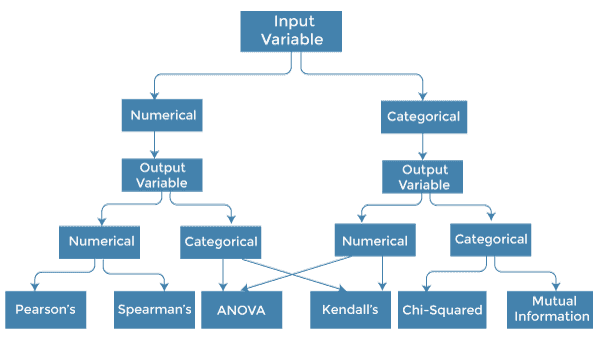 Input
Variable
Numerical
Categorical
Output
Variable
Output
Variable
Numerical
Categorical
Numerical
Categorical
Pearson's
Spearman's
ANOVA
Kendall's
Chi-Squared
Mutual
Information